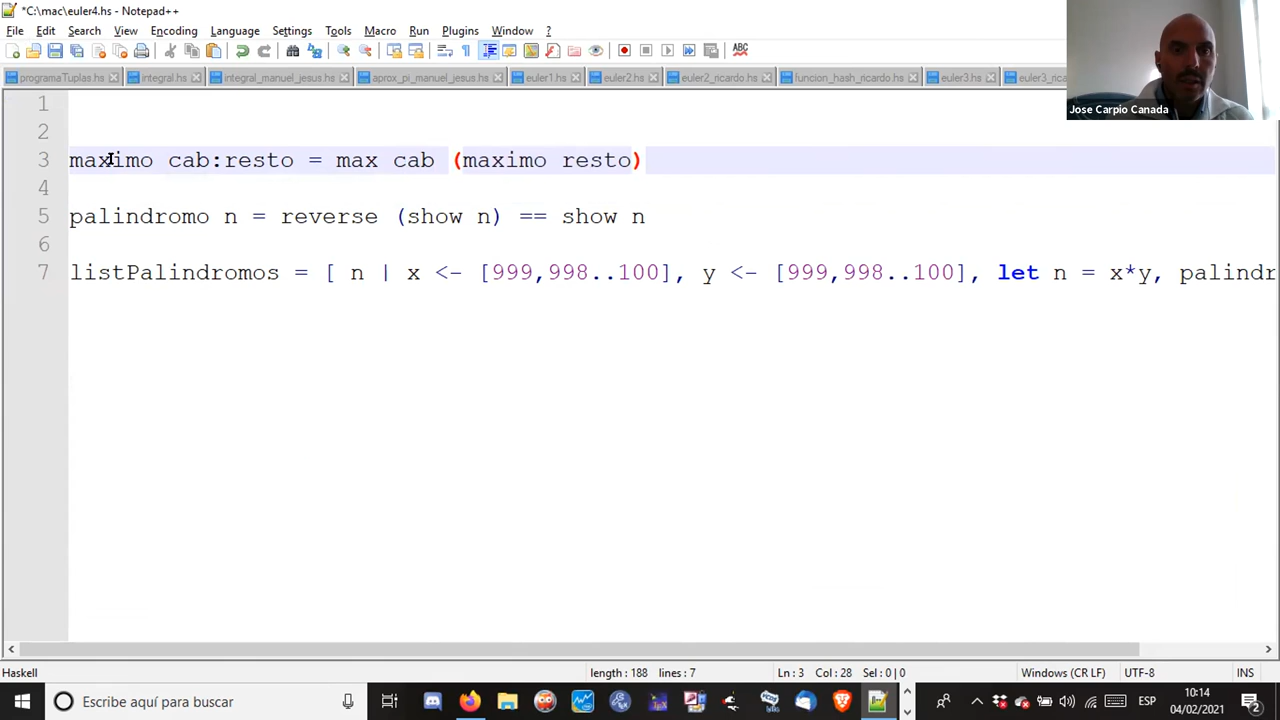 *C:\mac\euler4.hs - Notepad++
File Edit Search View Encoding Language Settings Tools Macro Run Plugins Window ?
programaTuplas.hs integral.hs integral_manuel_jesus.hs aprox_pi_manuel_jesus.hs euler1.hs euler2.hs euler2_ricardo.hs funcion_hash_ricardo.hs euler3.hs euler3_rica
Jose Carpio Canada
1
2
3 maximo cab:resto = max cab (maximo resto)
4
5 palindromo n = reverse (show n) == show n
6
7 listPalindromos = [ n | x <- [999,998..100], y <- [999,998..100], let n = x*y, palindr
Haskell length : 188 lines : 7 Ln : 3 Col : 28 Sel : 0 | 0 Windows (CR LF) UTF-8 INS
Escribe aquí para buscar ESP 10:14
04/02/2021 2